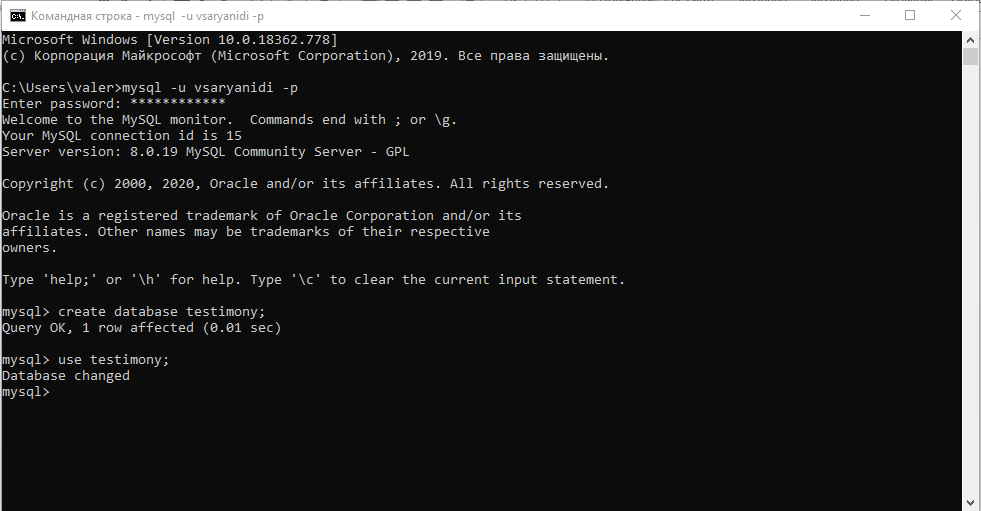 Командная строка - mysql -u vsaryanidi -p
Microsoft Windows [Version 10.0.18362.778]
(c) Корпорация Майкрософт (Microsoft Corporation), 2019. Все права защищены.
C:\Users\valer>mysql -u vsaryanidi -p
Enter password: ************
Welcome to the MySQL monitor.  Commands end with ; or \g.
Your MySQL connection id is 15
Server version: 8.0.19 MySQL Community Server - GPL
Copyright (c) 2000, 2020, Oracle and/or its affiliates. All rights reserved.
Oracle is a registered trademark of Oracle Corporation and/or its
affiliates. Other names may be trademarks of their respective
owners.
Type 'help;' or '\h' for help. Type '\c' to clear the current input statement.
mysql> create database testimony;
Query OK, 1 row affected (0.01 sec)
mysql> use testimony;
Database changed
mysql>